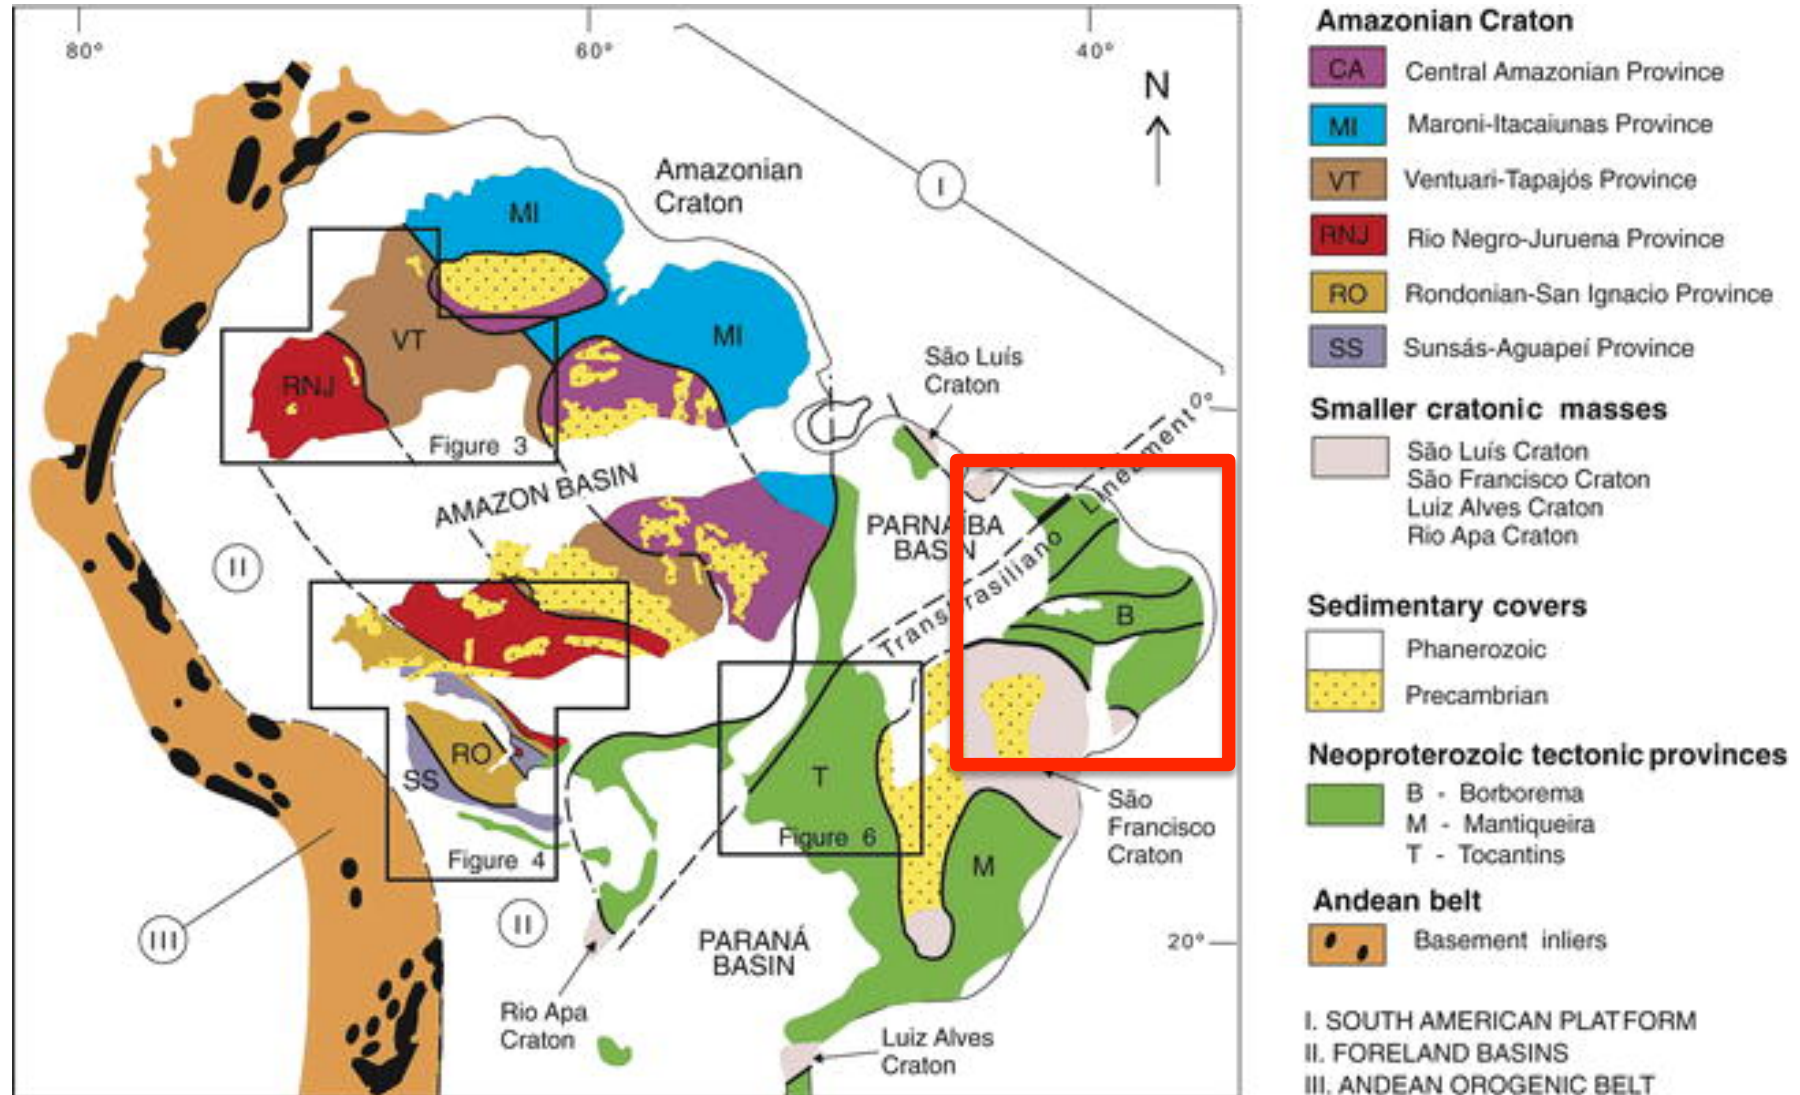 80°
60°
40°
N
I
Amazonian
Craton
MI
MI
VT
RNJ
Figure 3
AMAZON BASIN
São Luís
Craton
0°
Transbrasiliano Lineament
PARNAÍBA
BASIN
B
II
RO
SS
Figure 4
T
Figure 6
São
Francisco
Craton
M
III
II
PARANÁ
BASIN
20°
Rio Apa
Craton
Luiz Alves
Craton
Amazonian Craton
CA Central Amazonian Province
MI Maroni-Itacaiunas Province
VT Ventuari-Tapajós Province
RNJ Rio Negro-Juruena Province
RO Rondonian-San Ignacio Province
SS Sunsás-Aguapeí Province
Smaller cratonic masses
São Luís Craton
São Francisco Craton
Luiz Alves Craton
Rio Apa Craton
Sedimentary covers
Phanerozoic
Precambrian
Neoproterozoic tectonic provinces
B - Borborema
M - Mantiqueira
T - Tocantins
Andean belt
Basement inliers
I. SOUTH AMERICAN PLATFORM
II. FORELAND BASINS
III. ANDEAN OROGENIC BELT